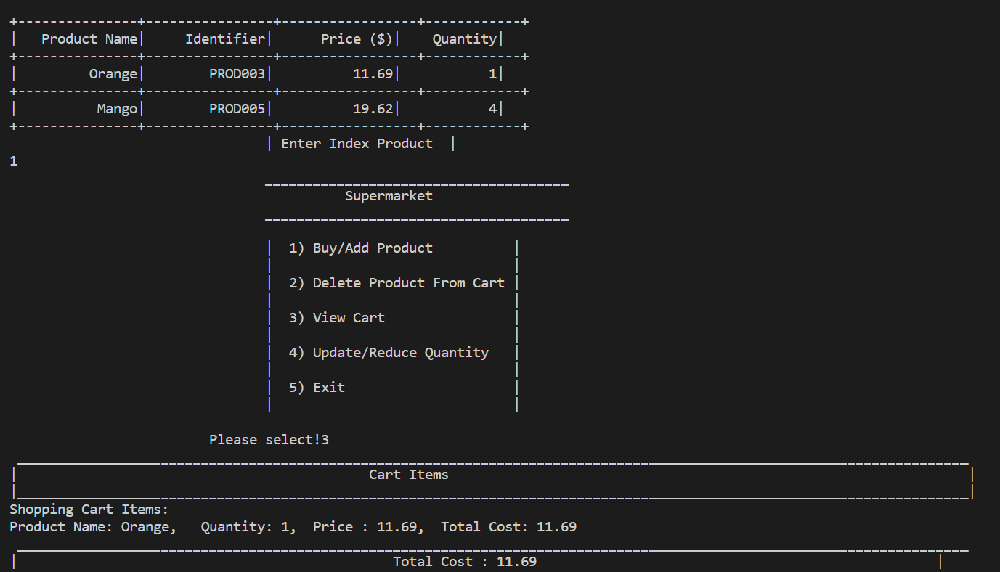 +---------------+----------------+-----------------+------------+
|   Product Name|     Identifier|      Price ($)|    Quantity|
+---------------+----------------+-----------------+------------+
|         Orange|        PROD003|          11.69|           1|
+---------------+----------------+-----------------+------------+
|          Mango|        PROD005|          19.62|           4|
+---------------+----------------+-----------------+------------+
| Enter Index Product  |
1
______________________________________
Supermarket
______________________________________
|  1) Buy/Add Product          |
|                              |
|  2) Delete Product From Cart |
|                              |
|  3) View Cart                |
|                              |
|  4) Update/Reduce Quantity   |
|                              |
|  5) Exit                     |
|                              |
Please select!3
_______________________________________________________________________________________________________________________
|                                            Cart Items                                                                 |
|_______________________________________________________________________________________________________________________|
Shopping Cart Items:
Product Name: Orange,   Quantity: 1,  Price : 11.69,  Total Cost: 11.69
_______________________________________________________________________________________________________________________
|                                               Total Cost : 11.69                                                  |